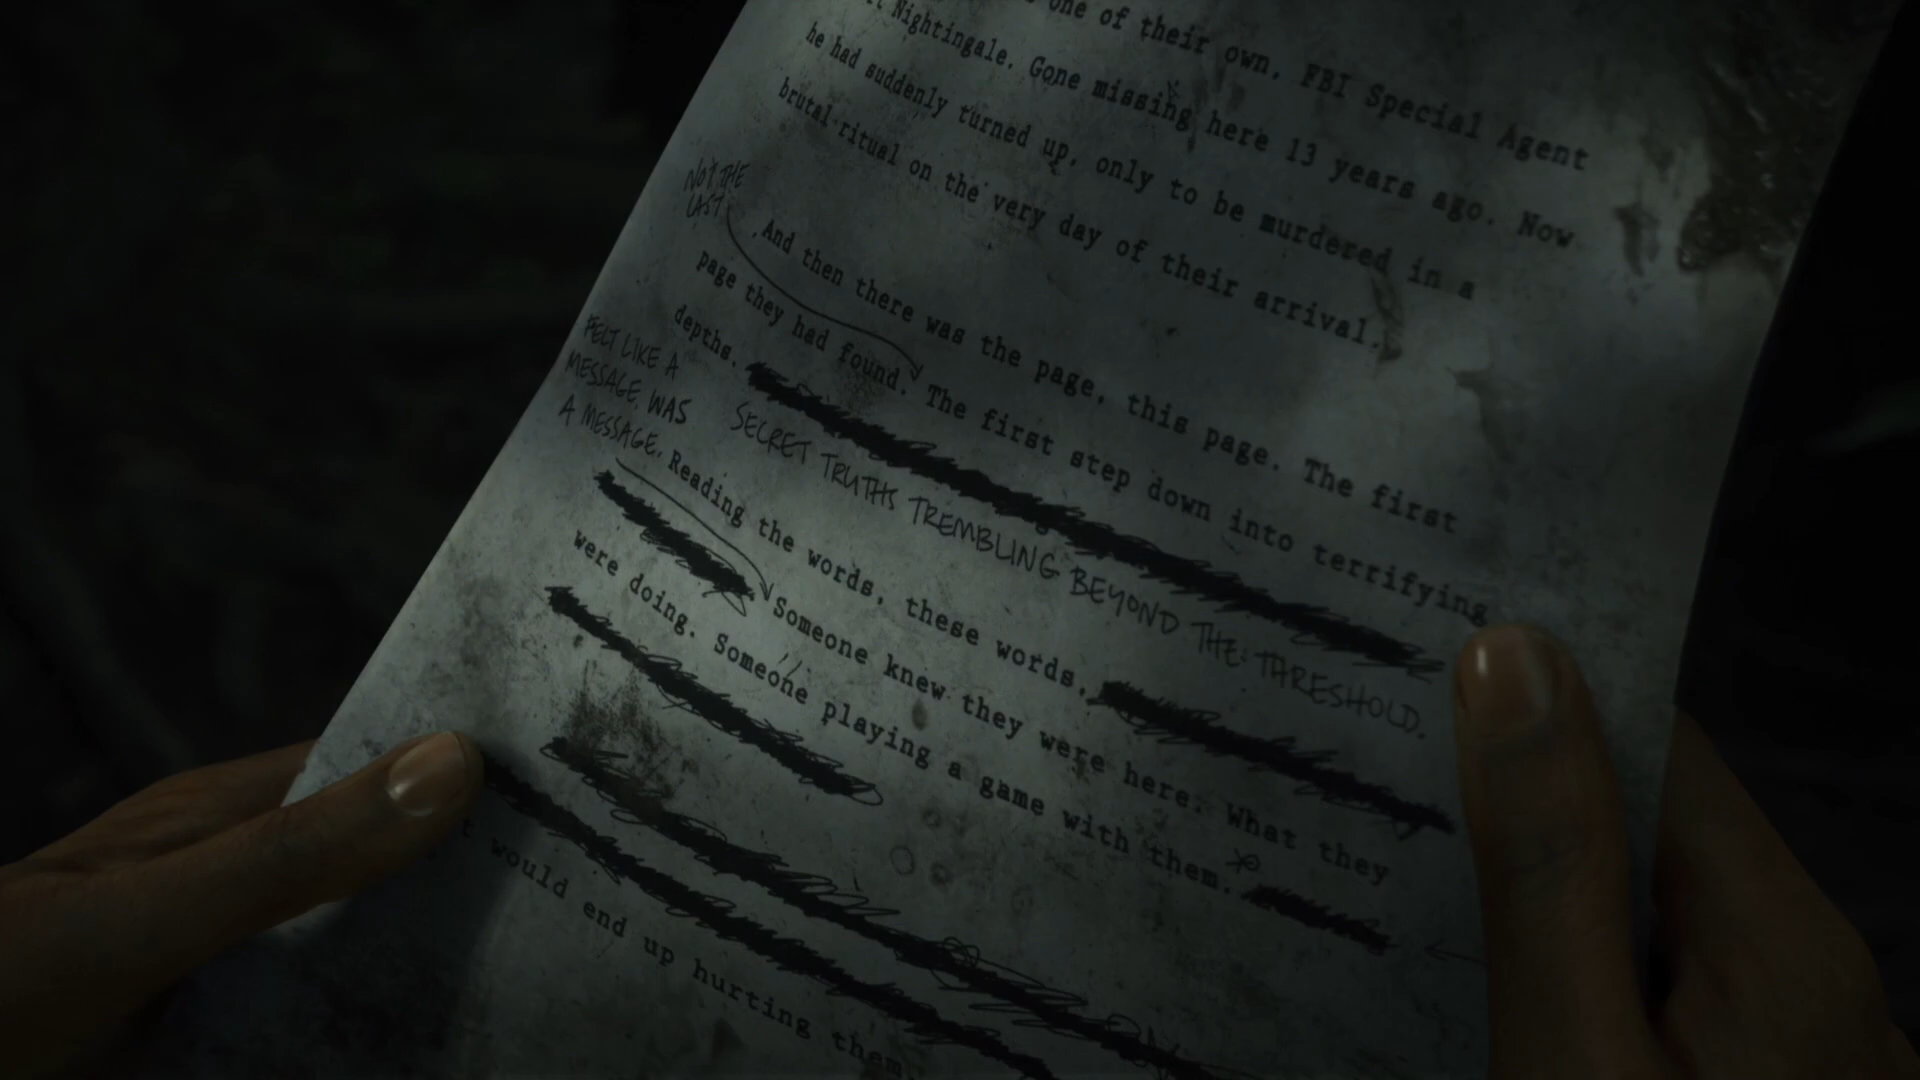 one of their own, FBI Special Agent
Nightingale. Gone missing here 13 years ago. Now
he had suddenly turned up, only to be murdered in a
brutal ritual on the very day of their arrival.
NOT THE
LAST
And then there was the page, this page. The first
page they had found. The first step down into terrifying
depths.
SECRET TRUTHS TREMBLING BEYOND THE THRESHOLD.
FELT LIKE A
MESSAGE. WAS
A MESSAGE.
Reading the words, these words,
Someone knew they were here. What they
were doing. Someone playing a game with them.
would end up hurting them.